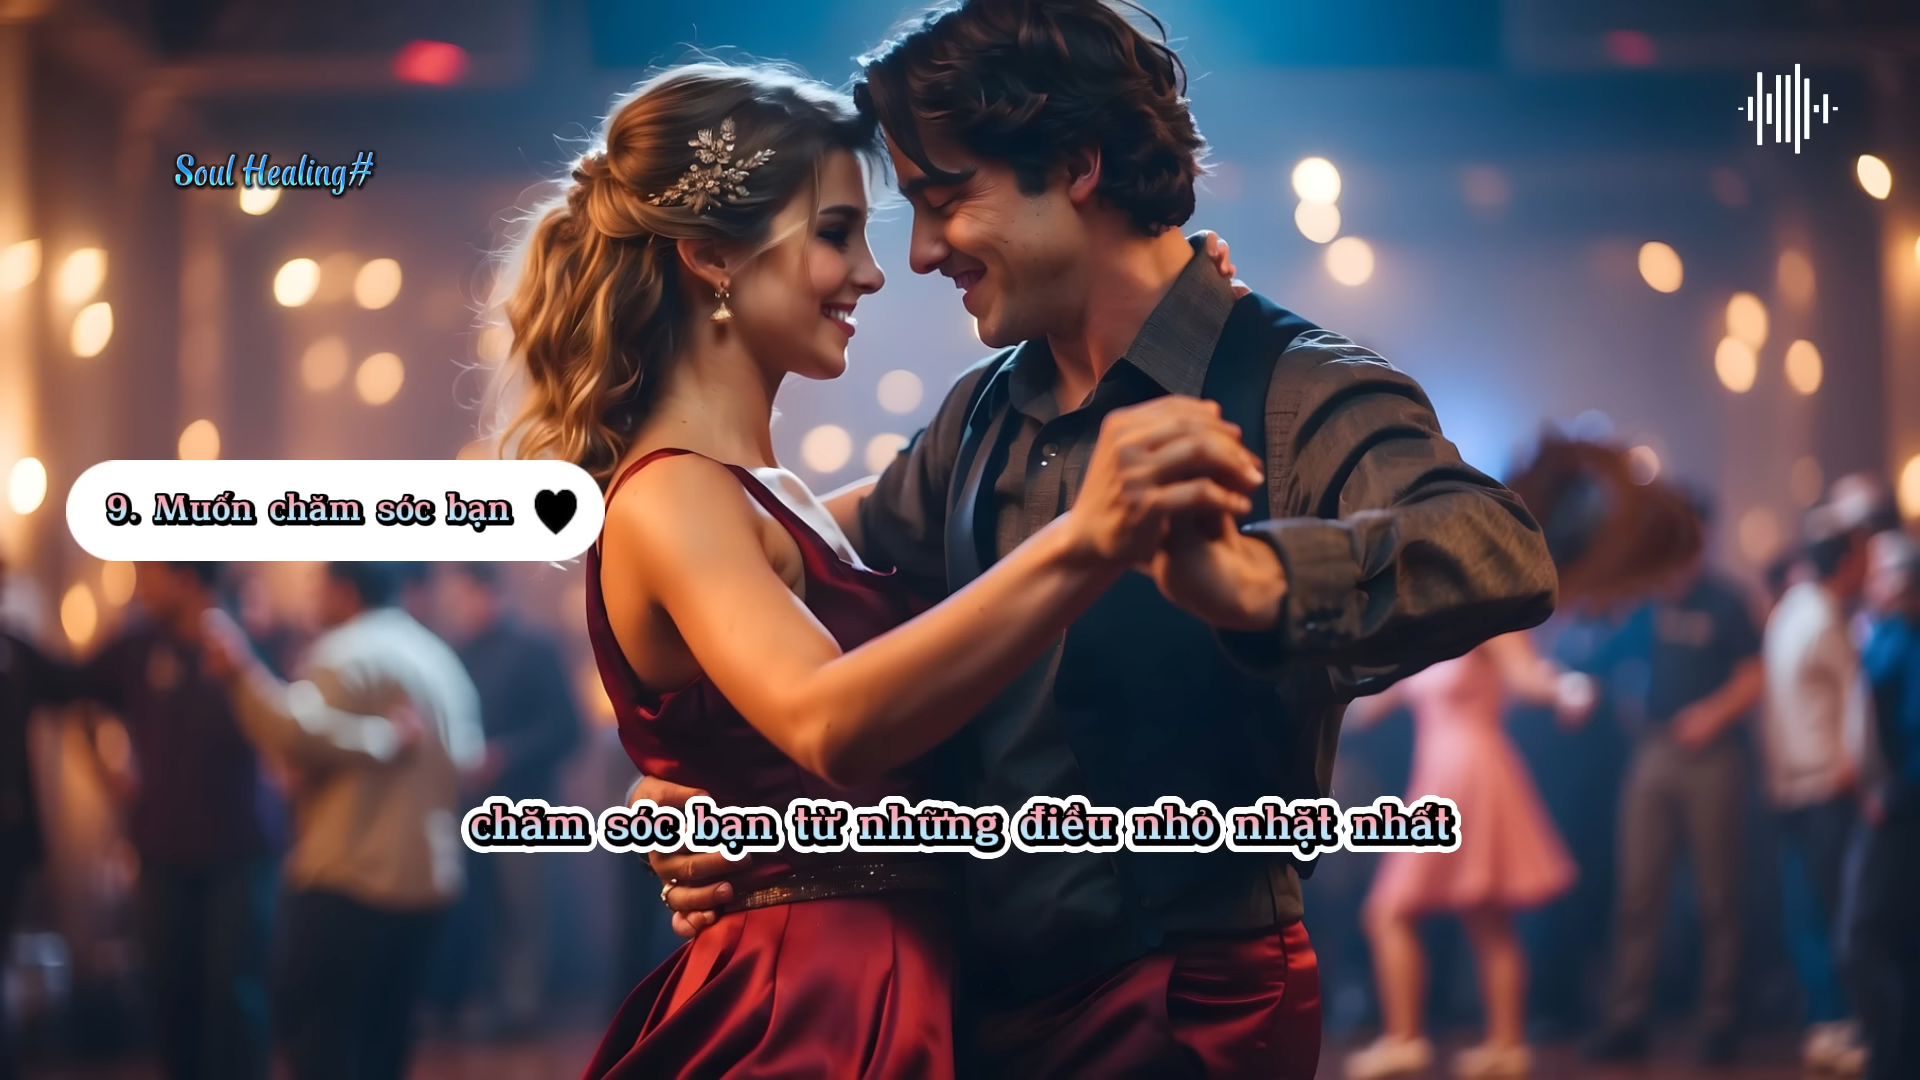 Soul Healing#
9. Muốn chăm sóc bạn
chăm sóc bạn từ những điều nhỏ nhặt nhất